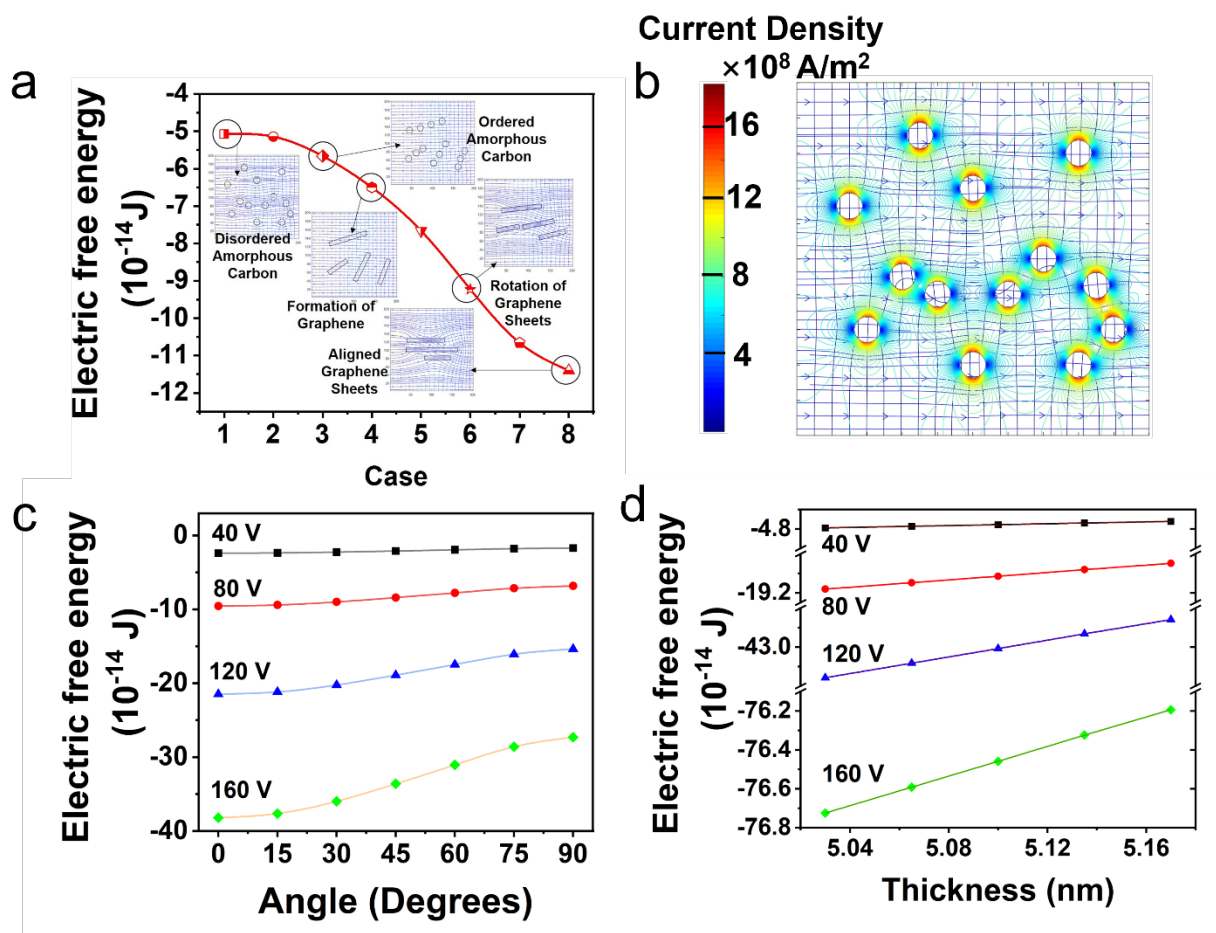 Current Density
×10⁸ A/m²
a
b
Electric free energy
(10⁻¹⁴ J)
-4
-5
-6
-7
-8
-9
-10
-11
-12
Ordered
Amorphous
Carbon
Disordered
Amorphous
Carbon
Formation of
Graphene
Rotation of
Graphene
Sheets
Aligned
Graphene
Sheets
1 2 3 4 5 6 7 8
Case
16
12
8
4
c
Electric free energy
(10⁻¹⁴ J)
0
-10
-20
-30
-40
40 V
80 V
120 V
160 V
0 15 30 45 60 75 90
Angle (Degrees)
d
Electric free energy
(10⁻¹⁴ J)
-4.8
-19.2
-43.0
-76.2
-76.4
-76.6
-76.8
40 V
80 V
120 V
160 V
5.04 5.08 5.12 5.16
Thickness (nm)